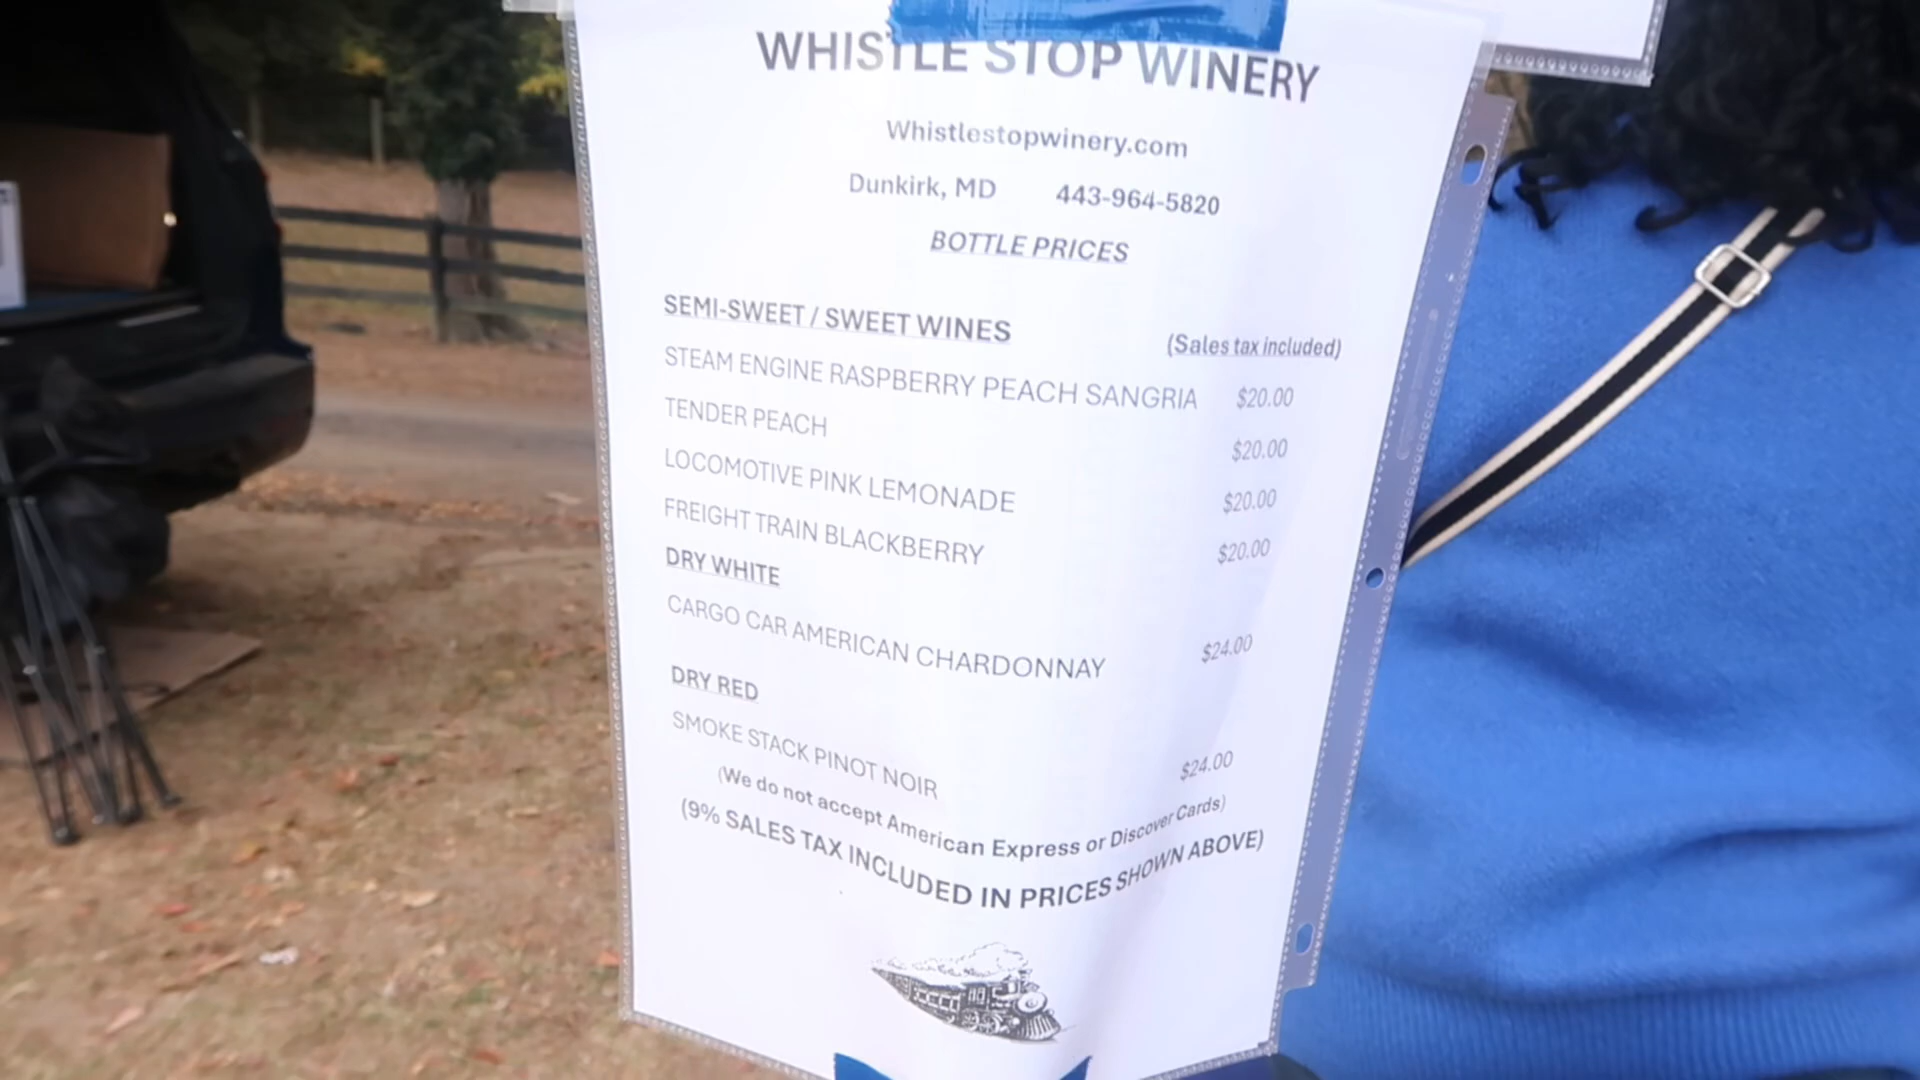 WHISTLE STOP WINERY
Whistlestopwinery.com
Dunkirk, MD 443-964-5820
BOTTLE PRICES
SEMI-SWEET / SWEET WINES (Sales tax included)
STEAM ENGINE RASPBERRY PEACH SANGRIA $20.00
TENDER PEACH $20.00
LOCOMOTIVE PINK LEMONADE $20.00
FREIGHT TRAIN BLACKBERRY $20.00
DRY WHITE
CARGO CAR AMERICAN CHARDONNAY $24.00
DRY RED
SMOKE STACK PINOT NOIR $24.00
(We do not accept American Express or Discover Cards)
(9% SALES TAX INCLUDED IN PRICES SHOWN ABOVE)